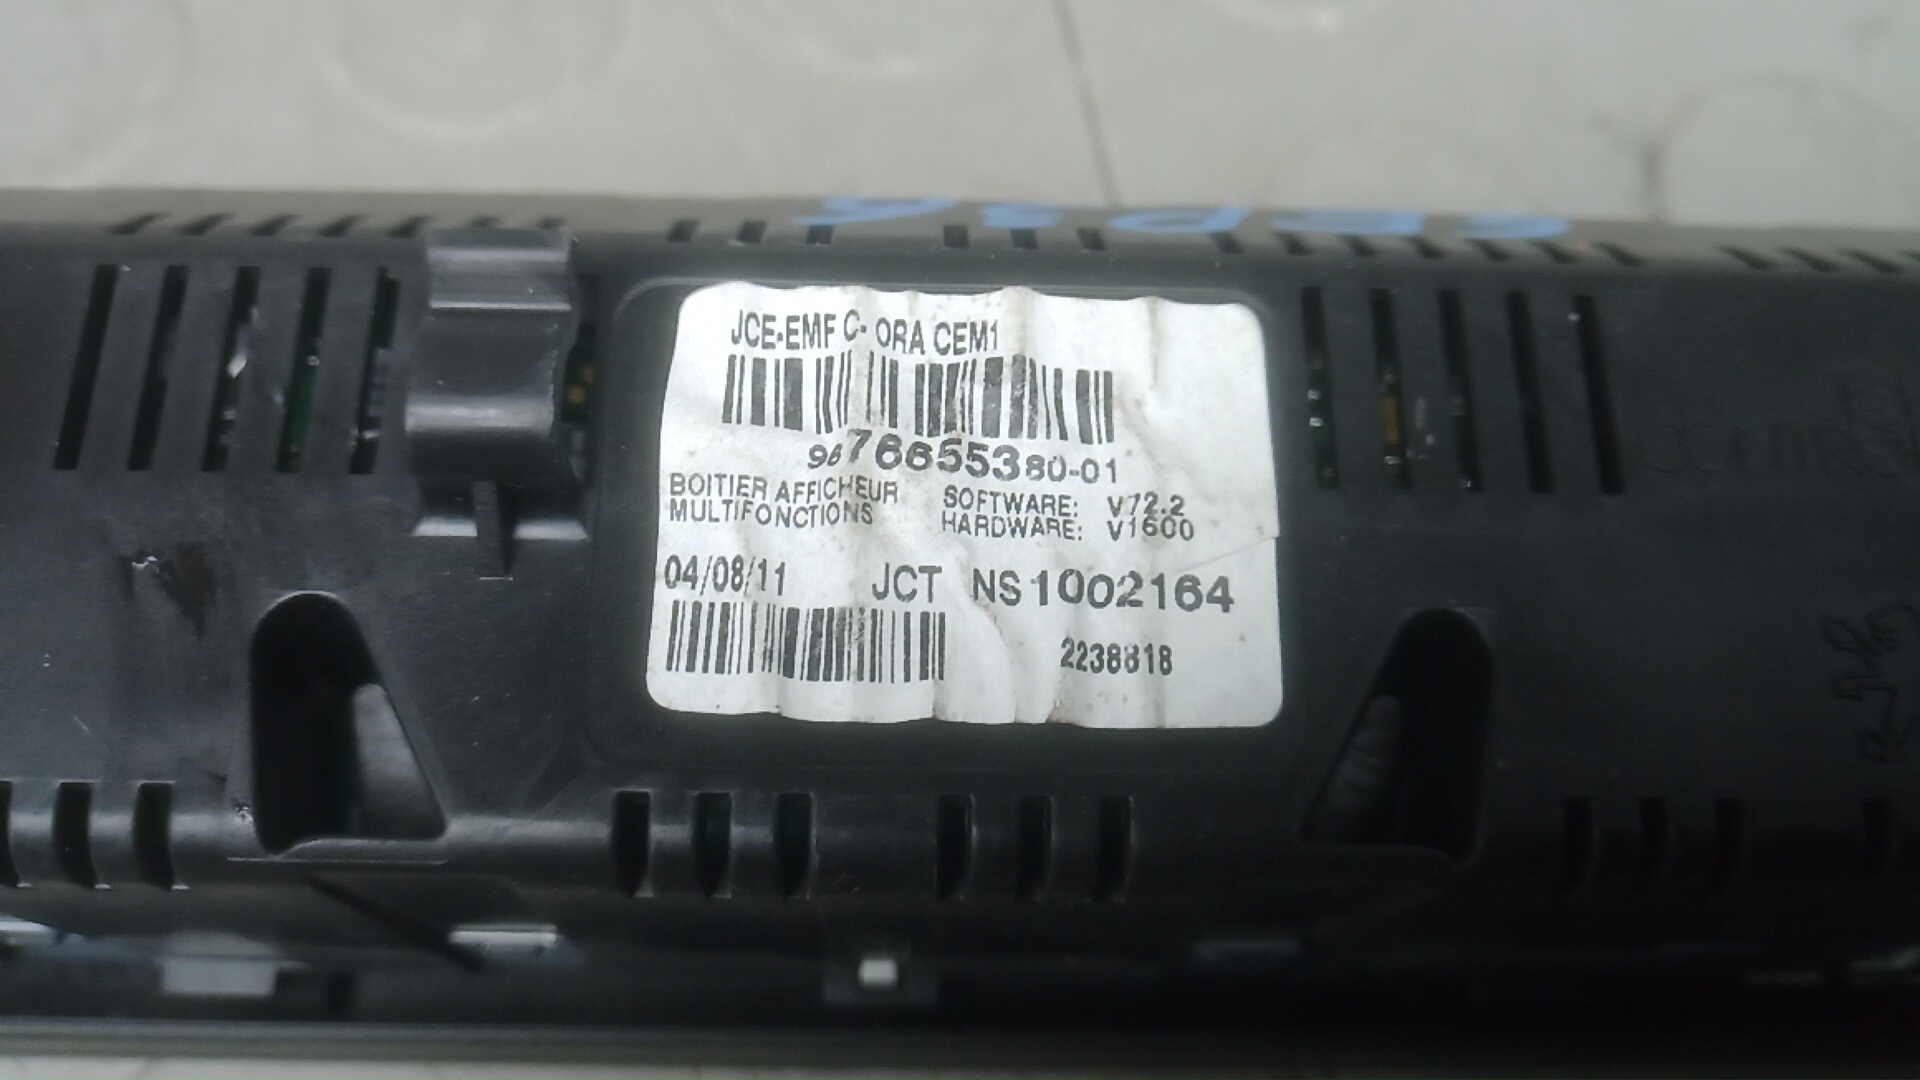 JCE-EMF C- ORA CEM1
9676655380-01
BOITIER AFFICHEUR SOFTWARE: V72.2
MULTIFONCTIONS HARDWARE: V1600
04/08/11 JCT NS1002164
2238818